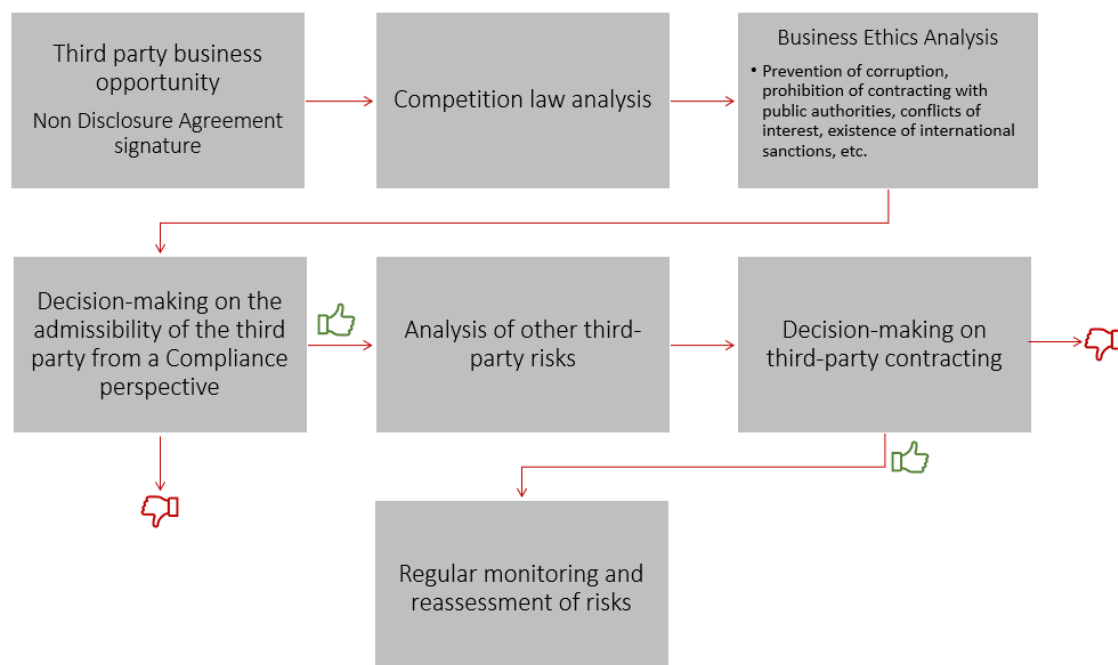 Third party business
opportunity
Non Disclosure Agreement
signature
Competition law analysis
Business Ethics Analysis
• Prevention of corruption,
prohibition of contracting with
public authorities, conflicts of
interest, existence of international
sanctions, etc.
Decision-making on the
admissibility of the third
party from a Compliance
perspective
Analysis of other third-
party risks
Decision-making on
third-party contracting
Regular monitoring and
reassessment of risks